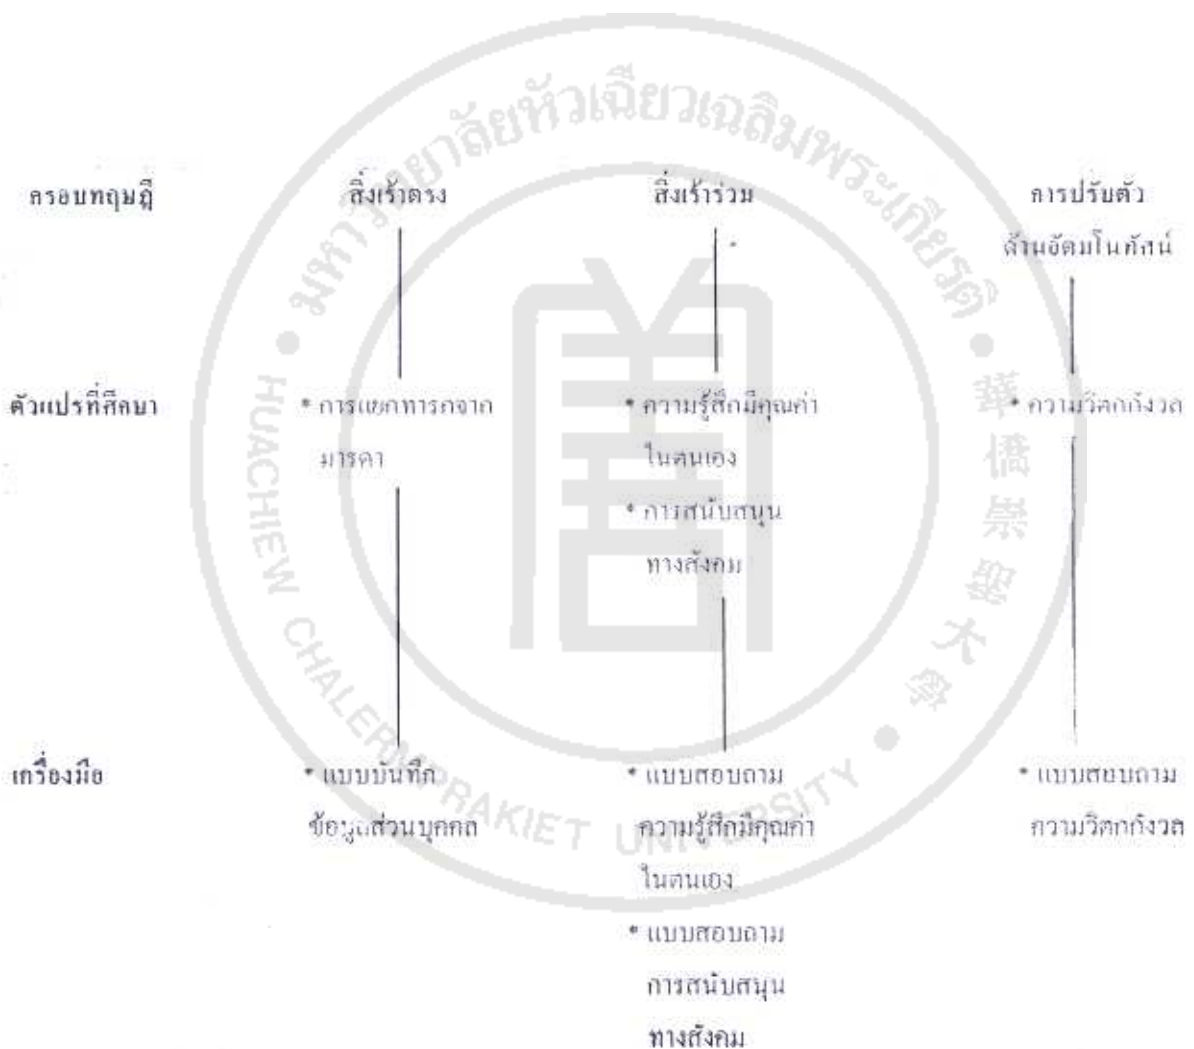 มหาวิทยาลัยหัวเฉียวเฉลิมพระเกียรติ
กรอบทฤษฎี สิ่งเร้าตรง สิ่งเร้าร่วม การปรับตัว
ด้านอัตมโนทัศน์
ตัวแปรที่ศึกษา * การแยกทารกจาก * ความรู้สึกมีคุณค่า * ความวิตกกังวล
มารดา ในตนเอง
* การสนับสนุน
ทางสังคม
เครื่องมือ * แบบบันทึก * แบบสอบถาม * แบบสอบถาม
ข้อมูลส่วนบุคคล ความรู้สึกมีคุณค่า ความวิตกกังวล
ในตนเอง
* แบบสอบถาม
การสนับสนุน
ทางสังคม
HUACHIEW CHALERMPRAKIET UNIVERSITY
華僑崇聖大學